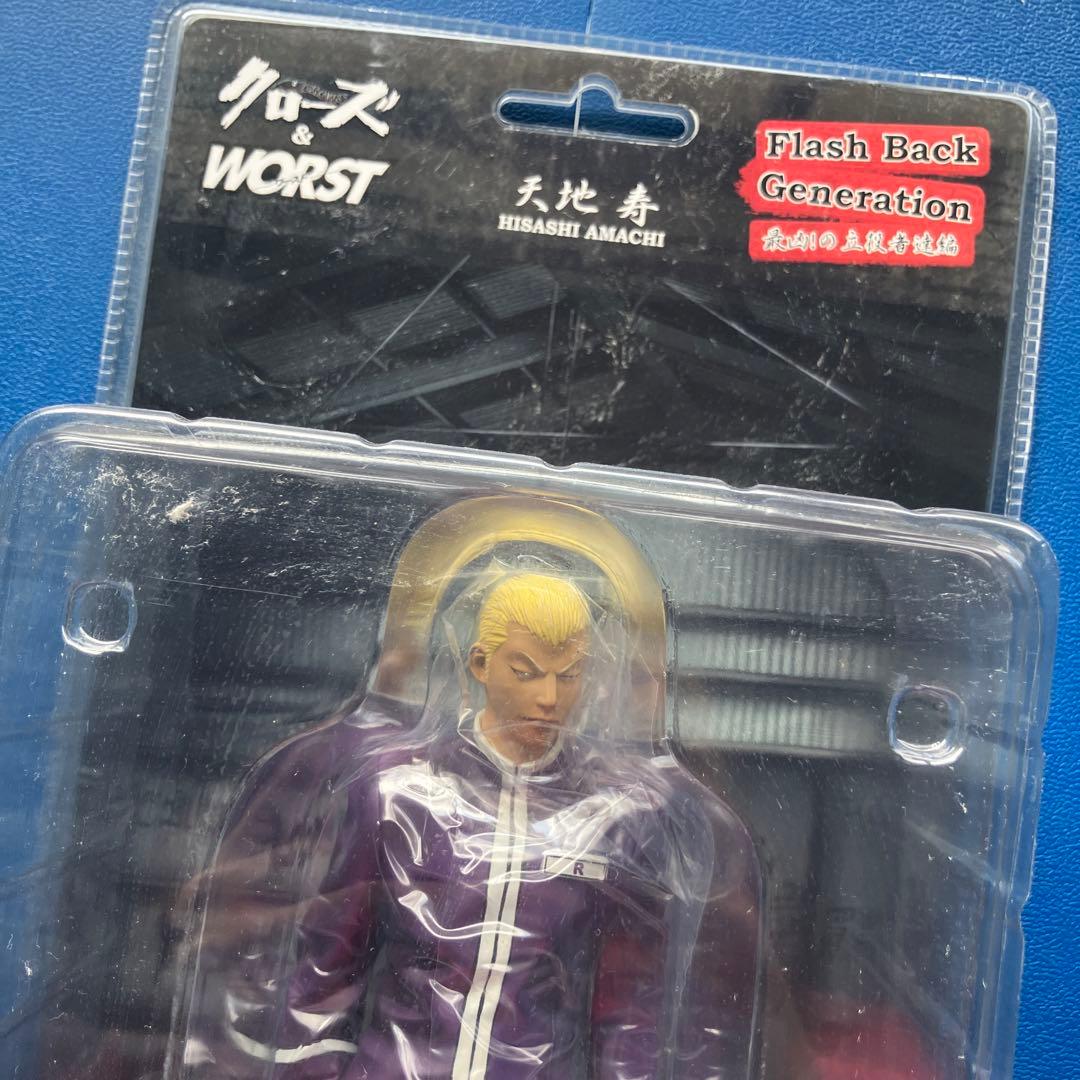 クローズ
&
WORST
天地 寿
HISASHI AMACHI
Flash Back
Generation
最凶!の立役者達編
R